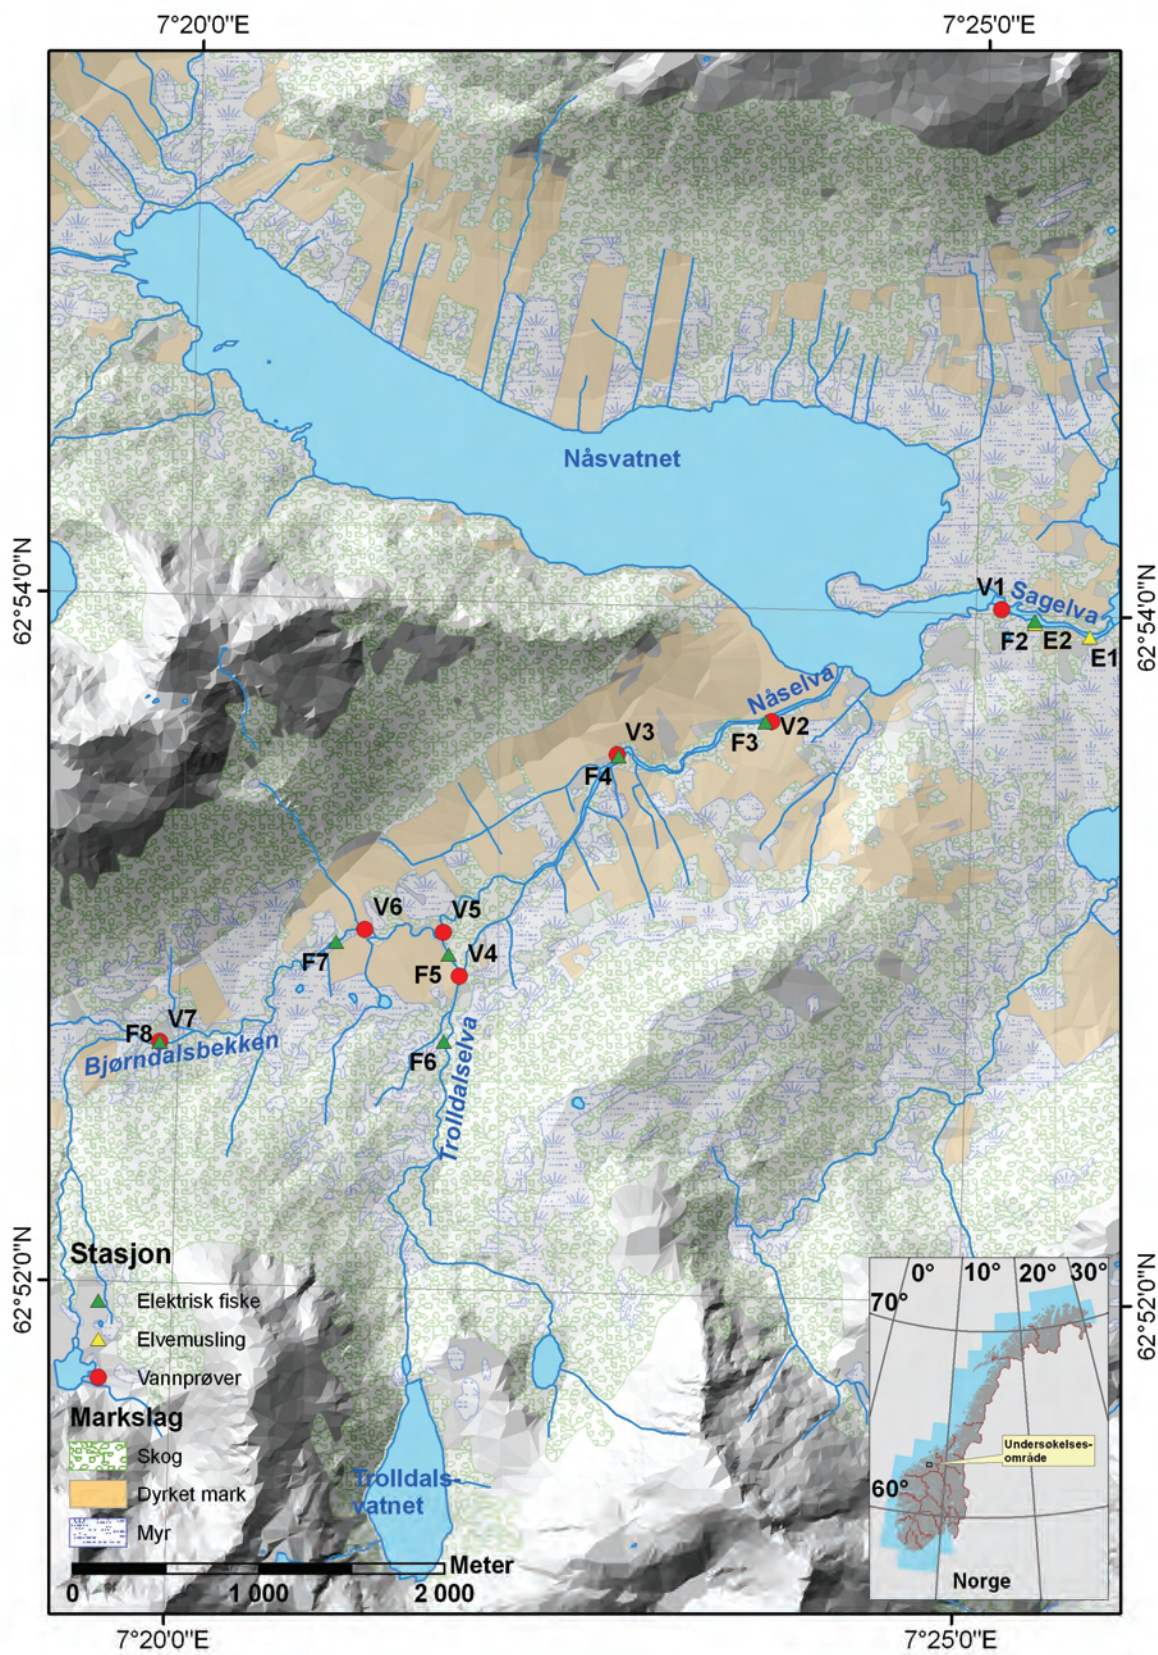 7°20'0"E
7°25'0"E
62°54'0"N
62°54'0"N
Nåsvatnet
V1
Sagelva
F2
E2
E1
Nåselva
V2
F3
V3
F4
V6
V5
V4
F7
F5
V7
F8
Bjørndalsbekken
F6
Trolldalselva
62°52'0"N
62°52'0"N
Stasjon
Elektrisk fiske
Elvemusling
Vannprøver
Markslag
Skog
Dyrket mark
Myr
Trolldals-
vatnet
Meter
0
1 000
2 000
0°
10°
20°
30°
70°
60°
Undersøkelses-
område
Norge
7°20'0"E
7°25'0"E